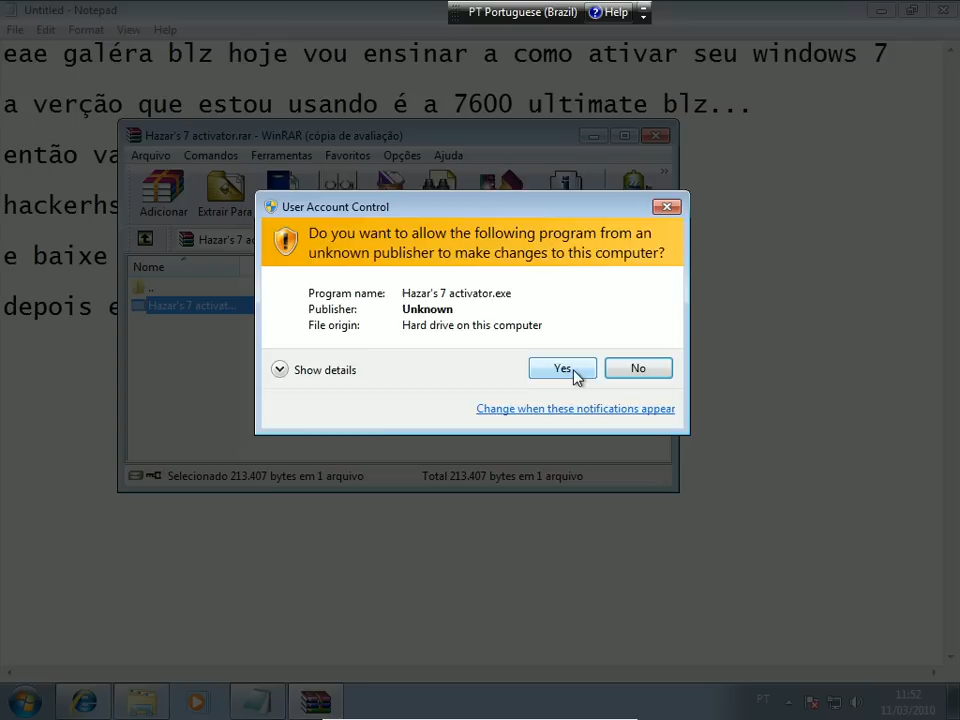 PT Portuguese (Brazil) Help
Untitled - Notepad
File Edit Format View Help
eae galéra blz hoje vou ensinar a como ativar seu windows 7
a verção que estou usando é a 7600 ultimate blz...
então va
hackerhs
e baixe
depois e
Hazar's 7 activator.rar - WinRAR (cópia de avaliação)
Arquivo Comandos Ferramentas Favoritos Opções Ajuda
Adicionar Extrair Para
Hazar's 7 ac
Nome
..
Hazar's 7 activat...
User Account Control
Do you want to allow the following program from an
unknown publisher to make changes to this computer?
Program name: Hazar's 7 activator.exe
Publisher: Unknown
File origin: Hard drive on this computer
Show details Yes No
Change when these notifications appear
Selecionado 213.407 bytes em 1 arquivo Total 213.407 bytes em 1 arquivo
PT 11:52
11/03/2010